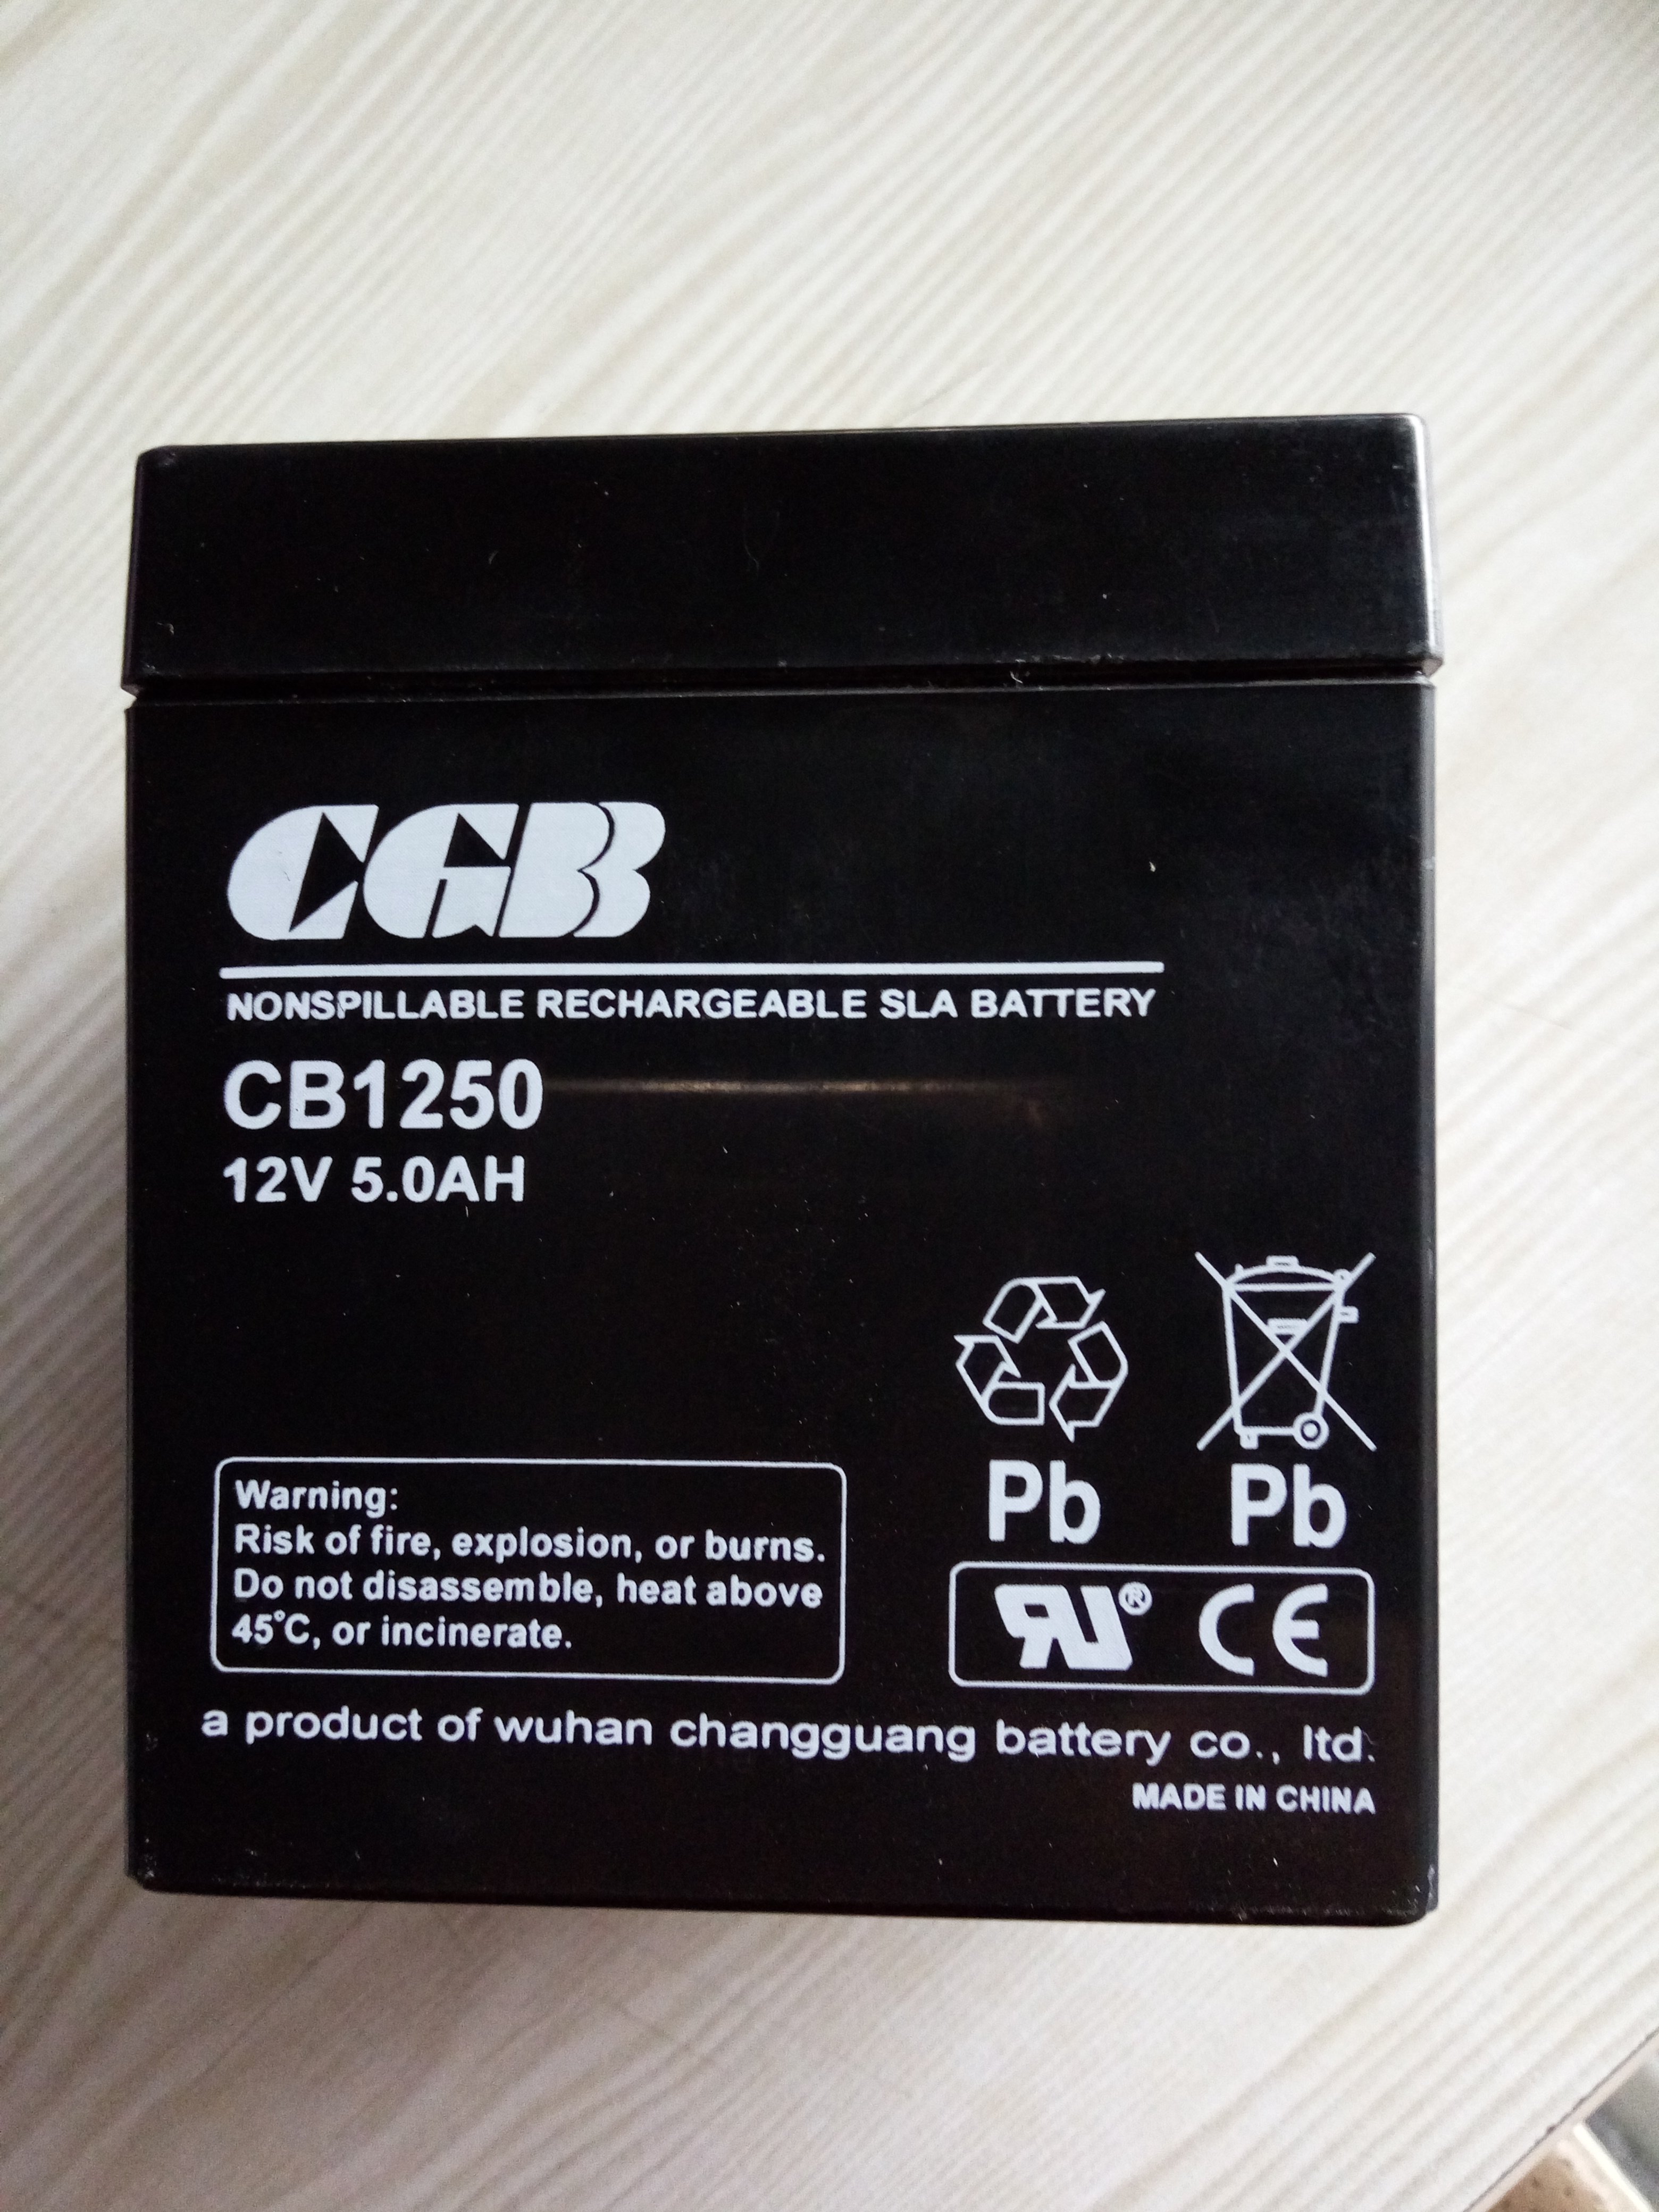 CGB
NONSPILLABLE RECHARGEABLE SLA BATTERY
CB1250
12V 5.0AH
Pb Pb
Warning:
Risk of fire, explosion, or burns.
Do not disassemble, heat above
45°C, or incinerate.
RU® CE
a product of wuhan changguang battery co., ltd.
MADE IN CHINA